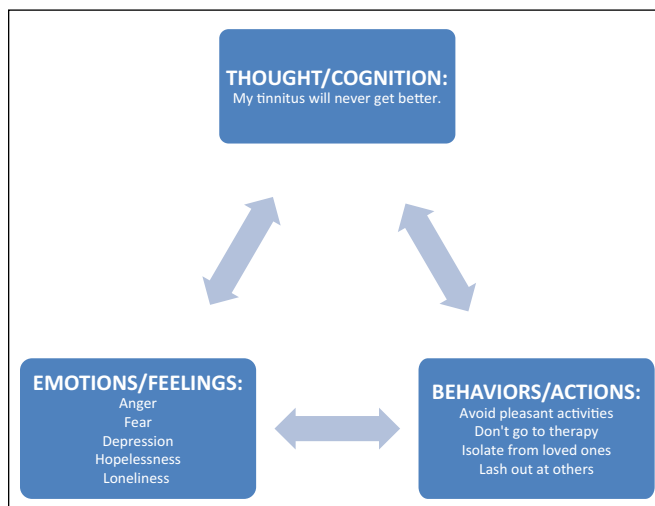 THOUGHT/COGNITION:
My tinnitus will never get better.
EMOTIONS/FEELINGS:
Anger
Fear
Depression
Hopelessness
Loneliness
BEHAVIORS/ACTIONS:
Avoid pleasant activities
Don't go to therapy
Isolate from loved ones
Lash out at others